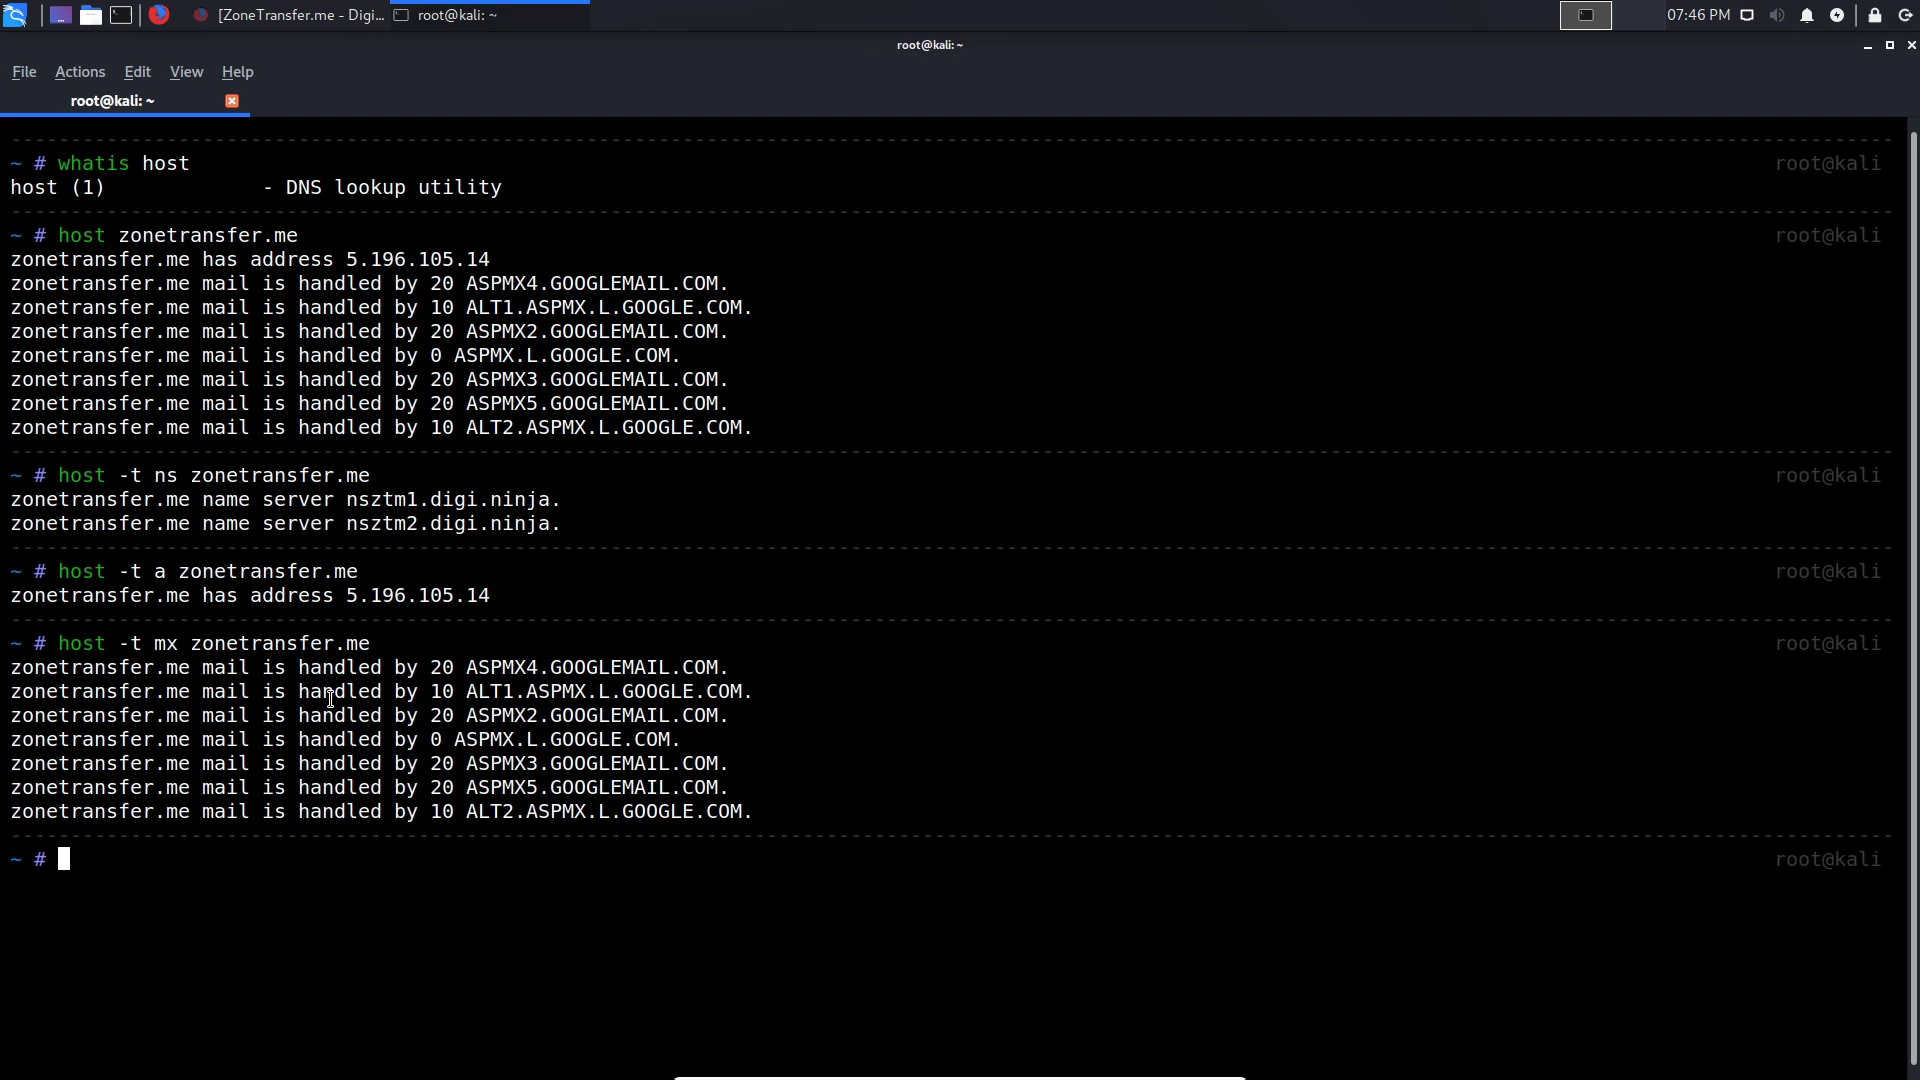 [ZoneTransfer.me - Digi...
root@kali: ~
07:46 PM
root@kali: ~
File Actions Edit View Help
root@kali: ~
~ # whatis host root@kali
host (1) - DNS lookup utility
~ # host zonetransfer.me root@kali
zonetransfer.me has address 5.196.105.14
zonetransfer.me mail is handled by 20 ASPMX4.GOOGLEMAIL.COM.
zonetransfer.me mail is handled by 10 ALT1.ASPMX.L.GOOGLE.COM.
zonetransfer.me mail is handled by 20 ASPMX2.GOOGLEMAIL.COM.
zonetransfer.me mail is handled by 0 ASPMX.L.GOOGLE.COM.
zonetransfer.me mail is handled by 20 ASPMX3.GOOGLEMAIL.COM.
zonetransfer.me mail is handled by 20 ASPMX5.GOOGLEMAIL.COM.
zonetransfer.me mail is handled by 10 ALT2.ASPMX.L.GOOGLE.COM.
~ # host -t ns zonetransfer.me root@kali
zonetransfer.me name server nsztm1.digi.ninja.
zonetransfer.me name server nsztm2.digi.ninja.
~ # host -t a zonetransfer.me root@kali
zonetransfer.me has address 5.196.105.14
~ # host -t mx zonetransfer.me root@kali
zonetransfer.me mail is handled by 20 ASPMX4.GOOGLEMAIL.COM.
zonetransfer.me mail is handled by 10 ALT1.ASPMX.L.GOOGLE.COM.
zonetransfer.me mail is handled by 20 ASPMX2.GOOGLEMAIL.COM.
zonetransfer.me mail is handled by 0 ASPMX.L.GOOGLE.COM.
zonetransfer.me mail is handled by 20 ASPMX3.GOOGLEMAIL.COM.
zonetransfer.me mail is handled by 20 ASPMX5.GOOGLEMAIL.COM.
zonetransfer.me mail is handled by 10 ALT2.ASPMX.L.GOOGLE.COM.
~ # root@kali